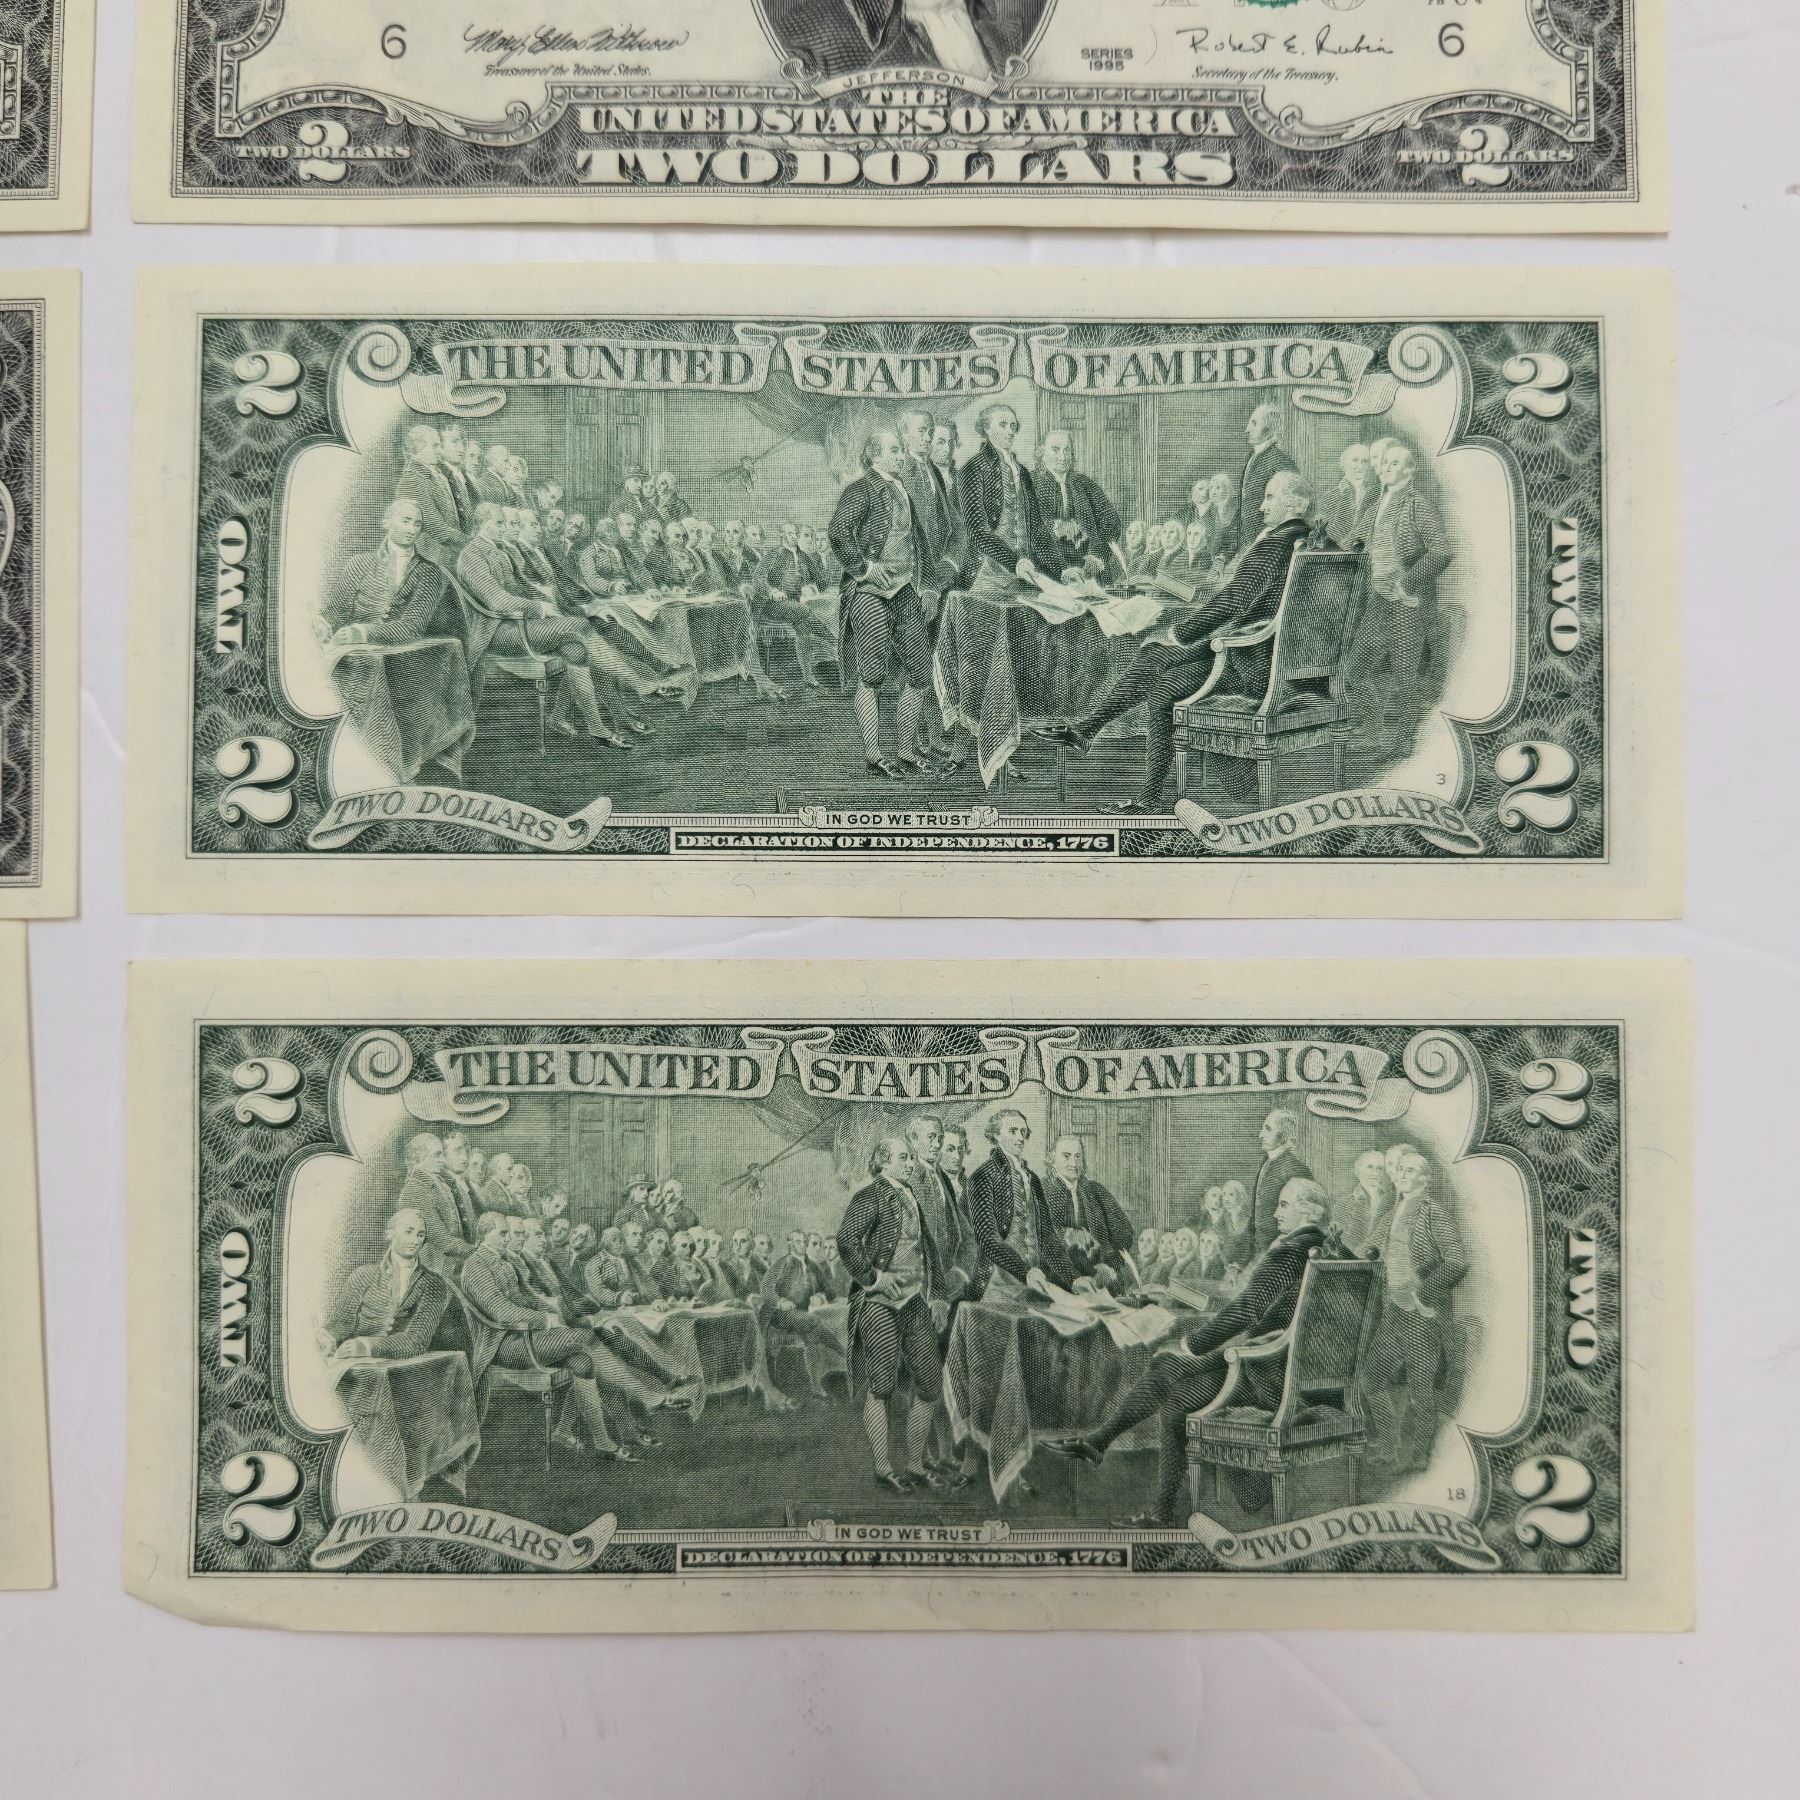 6 Mary Ellen Withrow SERIES 1995 Robert E. Rubin 6
Treasurer of the United States. JEFFERSON Secretary of the Treasury.
THE
UNITED STATES OF AMERICA
2 TWO DOLLARS TWO DOLLARS 2 TWO DOLLARS
2 THE UNITED STATES OF AMERICA 2
TWO TWO
3
2 TWO DOLLARS IN GOD WE TRUST TWO DOLLARS 2
DECLARATION OF INDEPENDENCE, 1776
2 THE UNITED STATES OF AMERICA 2
TWO TWO
18
2 TWO DOLLARS IN GOD WE TRUST TWO DOLLARS 2
DECLARATION OF INDEPENDENCE, 1776